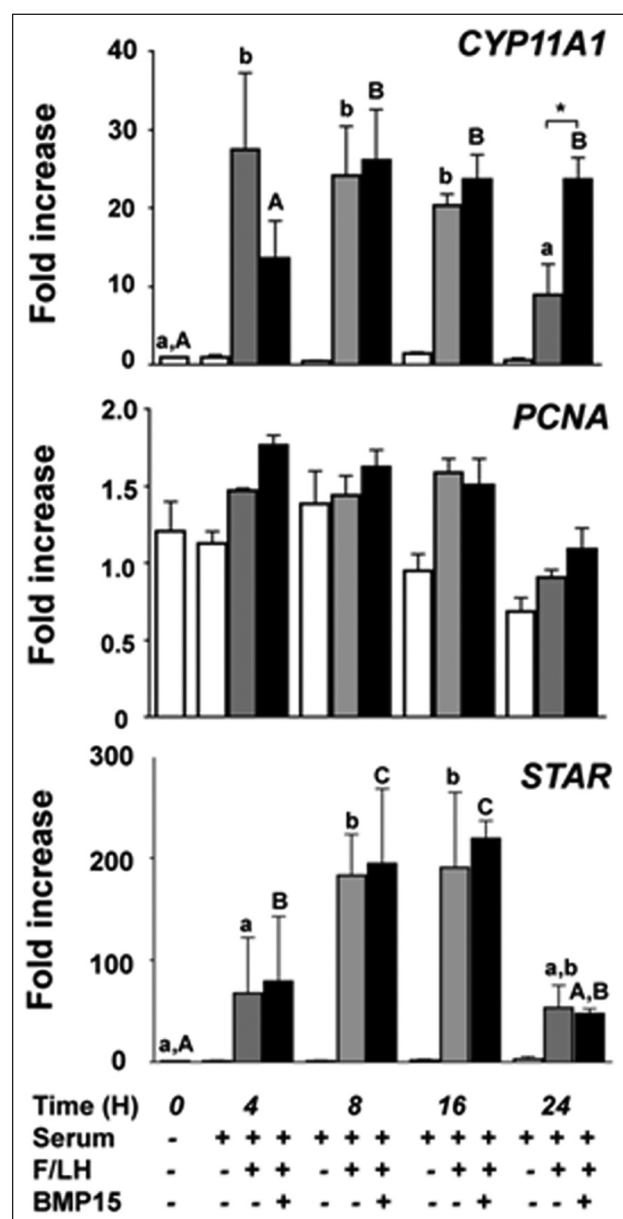 CYP11A1
40
30
20
10
0
Fold increase
a,A
b
A
b
B
b
B
*
a
B
PCNA
2.0
1.5
1.0
0.5
0
Fold increase
STAR
300
200
100
0
Fold increase
a,A
a
B
b
C
b
C
a,b
A,B
Time (H) 0 4 8 16 24
Serum - + + + + + + + + + + + +
F/LH - - + + - + + - + + - + +
BMP15 - - - + - - + - - + - - +